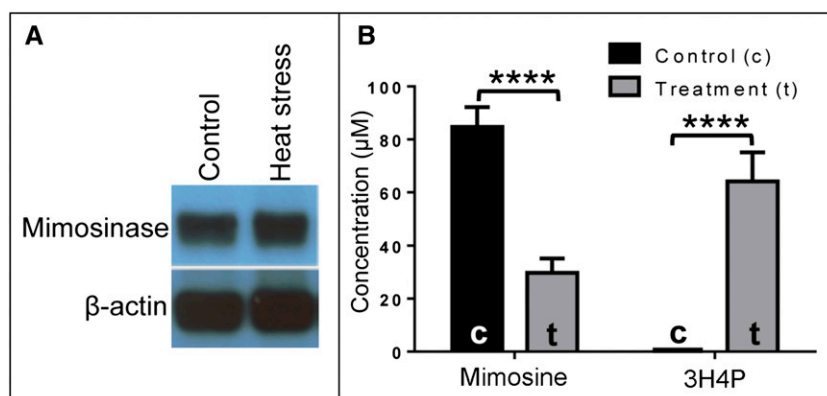 A
Control
Heat stress
Mimosinase
β-actin
B
Control (c)
Treatment (t)
****
****
Concentration (µM)
100
80
60
40
20
0
c
t
c
t
Mimosine
3H4P